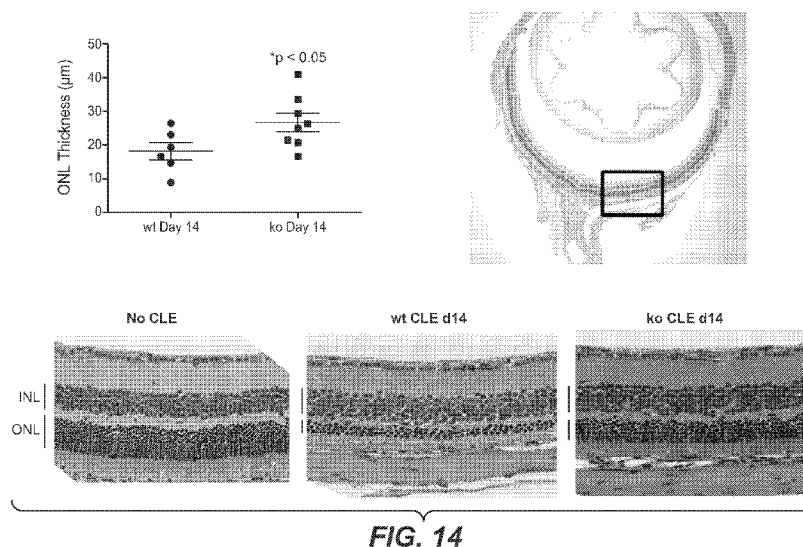 50
40
30
20
10
0
ONL Thickness (µm)
*p < 0.05
wt Day 14
ko Day 14
No CLE
wt CLE d14
ko CLE d14
INL
ONL
FIG. 14